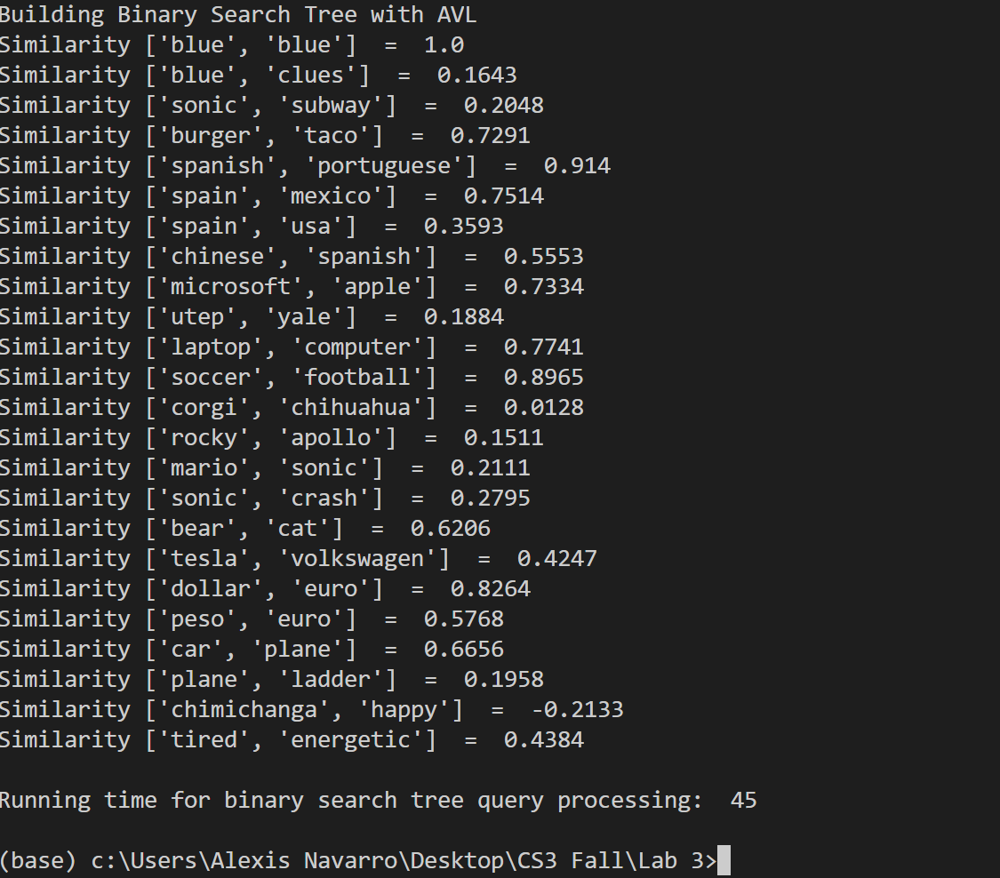 Building Binary Search Tree with AVL
Similarity ['blue', 'blue']  =  1.0
Similarity ['blue', 'clues']  =  0.1643
Similarity ['sonic', 'subway']  =  0.2048
Similarity ['burger', 'taco']  =  0.7291
Similarity ['spanish', 'portuguese']  =  0.914
Similarity ['spain', 'mexico']  =  0.7514
Similarity ['spain', 'usa']  =  0.3593
Similarity ['chinese', 'spanish']  =  0.5553
Similarity ['microsoft', 'apple']  =  0.7334
Similarity ['utep', 'yale']  =  0.1884
Similarity ['laptop', 'computer']  =  0.7741
Similarity ['soccer', 'football']  =  0.8965
Similarity ['corgi', 'chihuahua']  =  0.0128
Similarity ['rocky', 'apollo']  =  0.1511
Similarity ['mario', 'sonic']  =  0.2111
Similarity ['sonic', 'crash']  =  0.2795
Similarity ['bear', 'cat']  =  0.6206
Similarity ['tesla', 'volkswagen']  =  0.4247
Similarity ['dollar', 'euro']  =  0.8264
Similarity ['peso', 'euro']  =  0.5768
Similarity ['car', 'plane']  =  0.6656
Similarity ['plane', 'ladder']  =  0.1958
Similarity ['chimichanga', 'happy']  =  -0.2133
Similarity ['tired', 'energetic']  =  0.4384
Running time for binary search tree query processing:  45
(base) c:\Users\Alexis Navarro\Desktop\CS3 Fall\Lab 3>